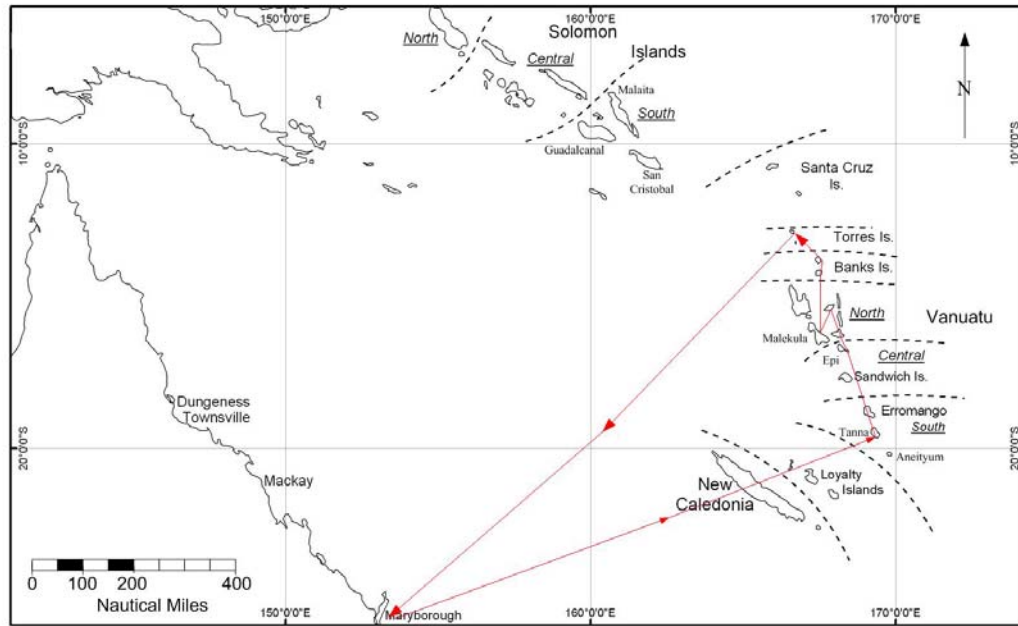 150°0'0"E
160°0'0"E
170°0'0"E
Solomon
Islands
North
Central
South
Malaita
Guadalcanal
San
Cristobal
N
10°0'0"S
10°0'0"S
Santa Cruz
Is.
Torres Is.
Banks Is.
North
Vanuatu
Malekula
Epi
Central
Sandwich Is.
Erromango
South
Tanna
Aneityum
Dungeness
Townsville
20°0'0"S
20°0'0"S
Mackay
New
Caledonia
Loyalty
Islands
0 100 200 400
Nautical Miles
Maryborough
150°0'0"E
160°0'0"E
170°0'0"E